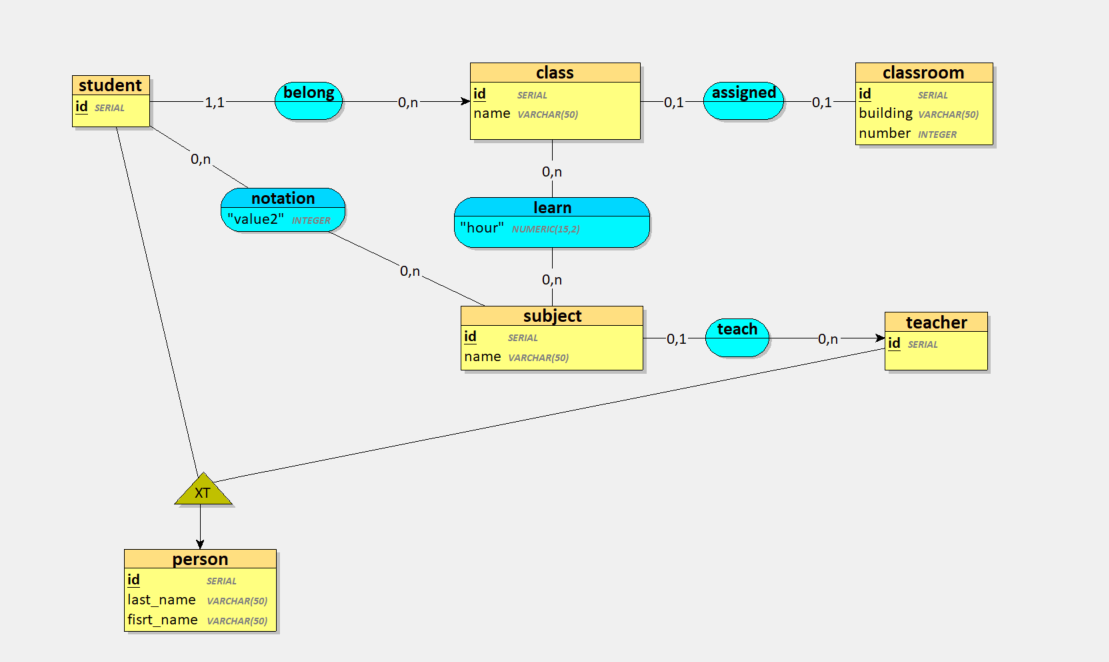 student
id SERIAL
1,1
belong
0,n
class
id SERIAL
name VARCHAR(50)
0,1
assigned
0,1
classroom
id SERIAL
building VARCHAR(50)
number INTEGER
0,n
notation
"value2" INTEGER
0,n
0,n
learn
"hour" NUMERIC(15,2)
0,n
subject
id SERIAL
name VARCHAR(50)
0,1
teach
0,n
teacher
id SERIAL
XT
person
id SERIAL
last_name VARCHAR(50)
fisrt_name VARCHAR(50)